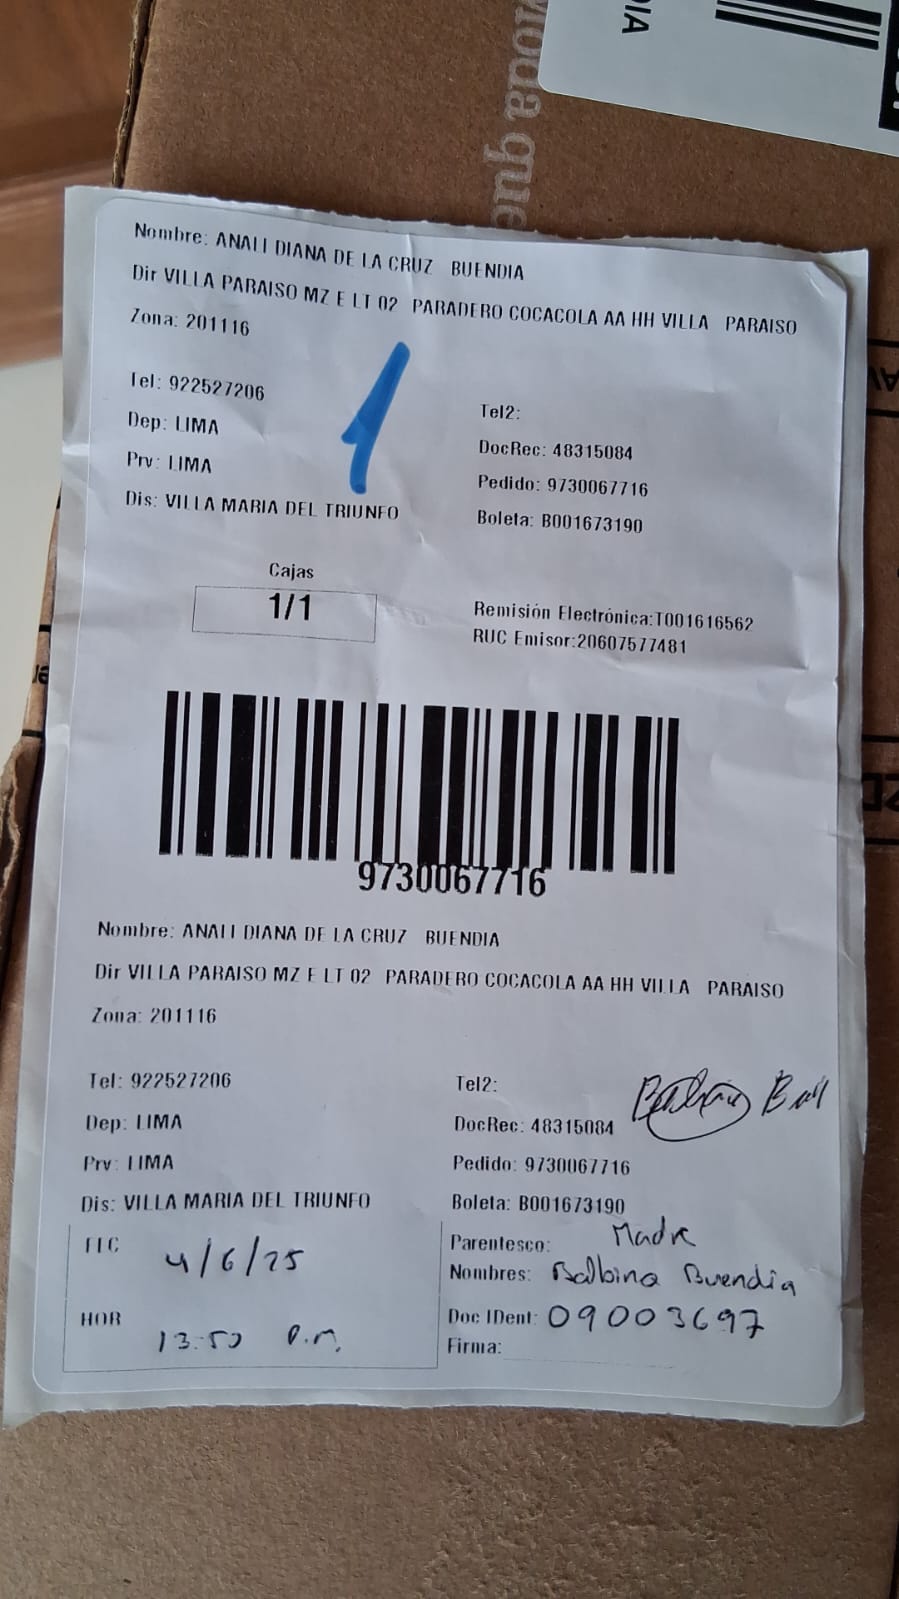 Moda que
DIA
Nombre: ANALI DIANA DE LA CRUZ BUENDIA
Dir VILLA PARAISO MZ E LT 02 PARADERO COCACOLA AA HH VILLA PARAISO
Zona: 201116
1
Tel: 922527206
Tel2:
Dep: LIMA
DocRec: 48315084
Prv: LIMA
Pedido: 9730067716
Dis: VILLA MARIA DEL TRIUNFO
Boleta: B001673190
Cajas
1/1
Remisión Electrónica:T001616562
RUC Emisor:20607577481
9730067716
Nombre: ANALI DIANA DE LA CRUZ BUENDIA
Dir VILLA PARAISO MZ E LT 02 PARADERO COCACOLA AA HH VILLA PARAISO
Zona: 201116
Tel: 922527206
Tel2:
Dep: LIMA
DocRec: 48315084
Prv: LIMA
Pedido: 9730067716
Dis: VILLA MARIA DEL TRIUNFO
Boleta: B001673190
FEC 4/6/25
Parentesco: Madre
Nombres: Balbina Buendia
HOR 13:50 P.m.
Doc IDent: 09003697
Firma: